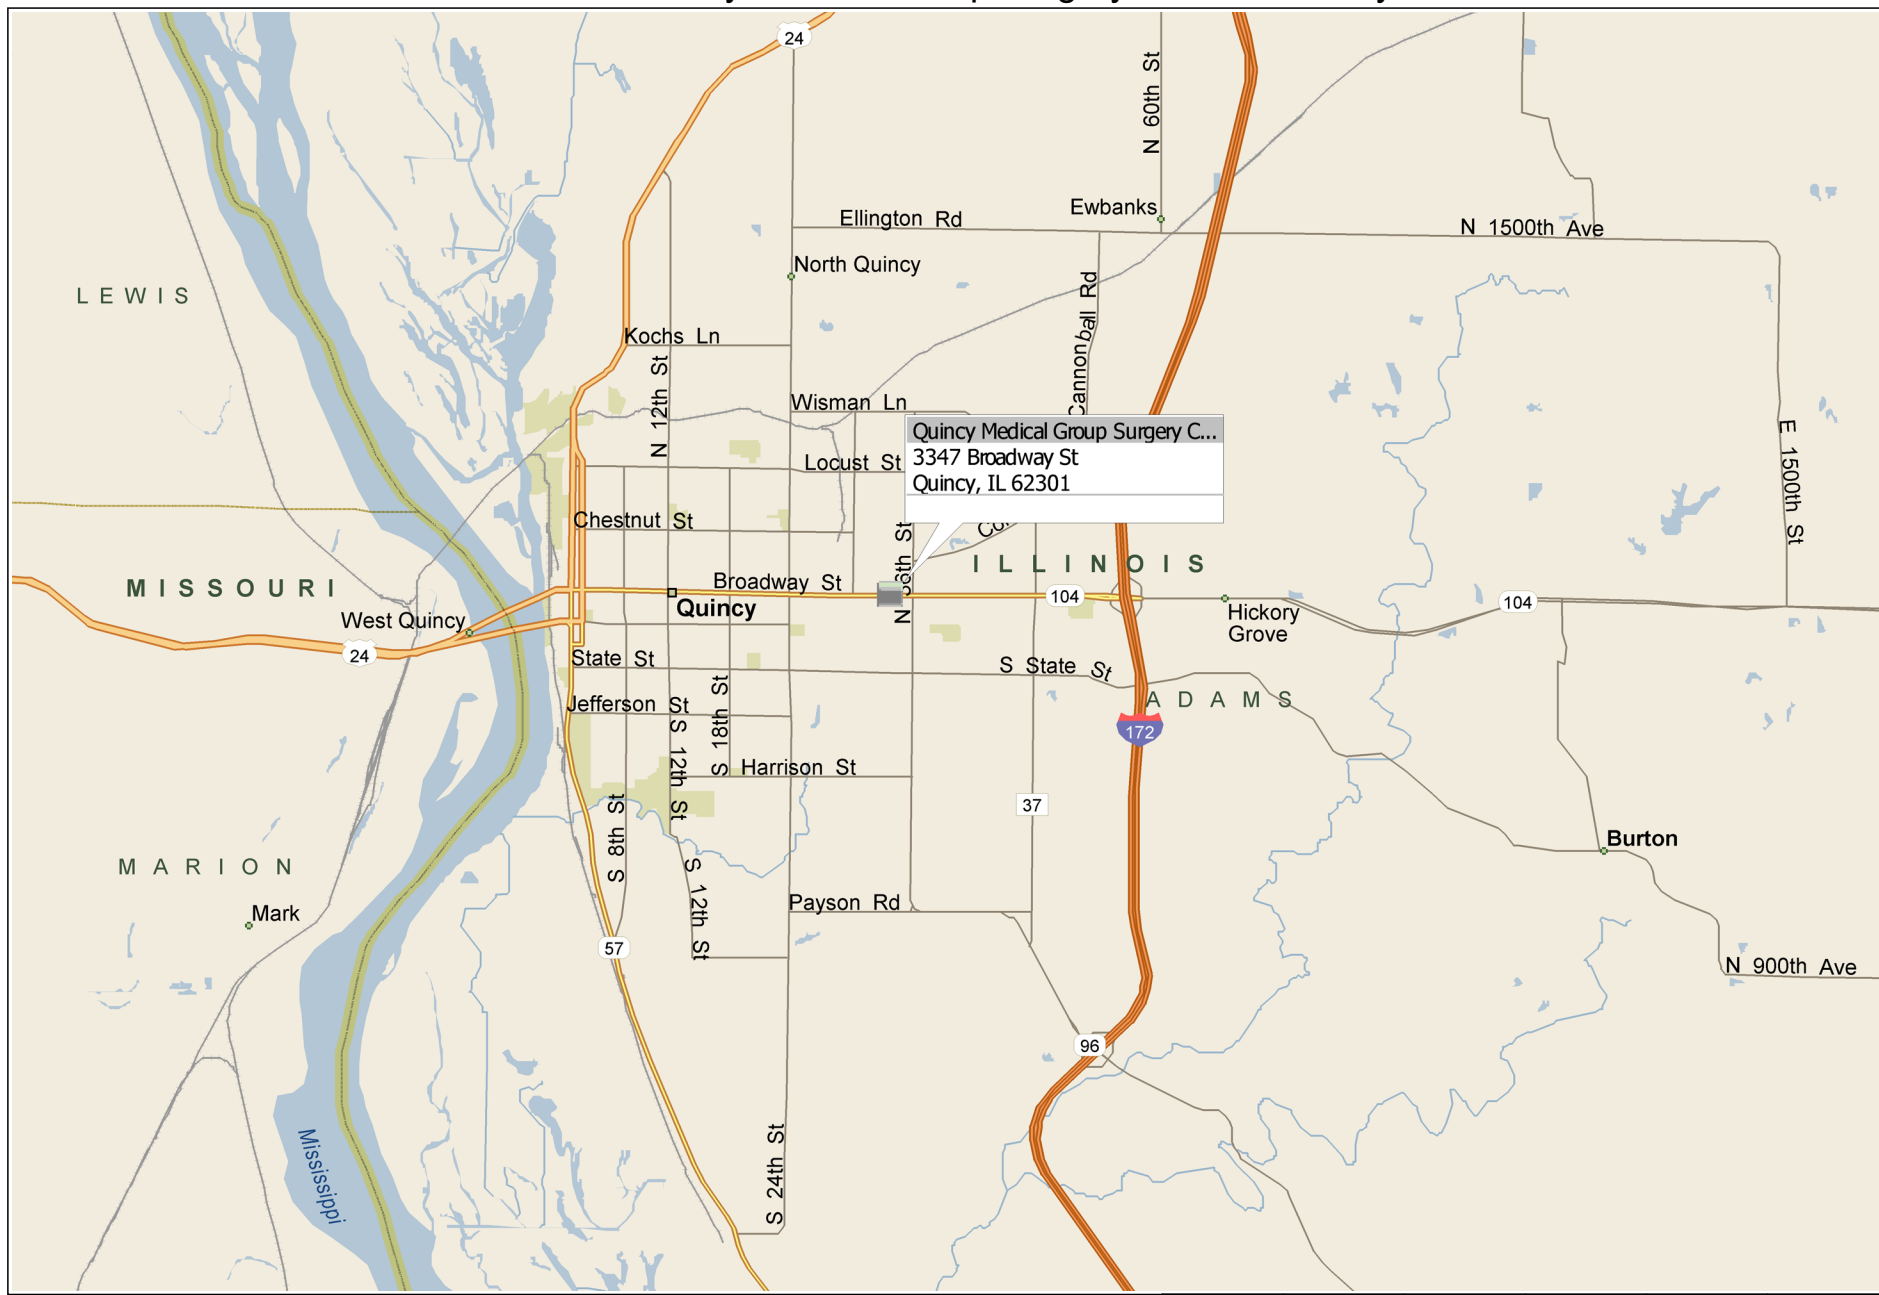 24
N 60th St
Ewbanks
Ellington Rd
N 1500th Ave
North Quincy
LEWIS
Cannonball Rd
Kochs Ln
N 12th St
Wisman Ln
Quincy Medical Group Surgery C...
3347 Broadway St
Quincy, IL 62301
E 1500th St
Locust St
Chestnut St
ILLINOIS
MISSOURI
Broadway St
104
104
Quincy
Hickory
Grove
West Quincy
24
State St
S State St
ADAMS
Jefferson St
S 18th St
S 12th St
172
Harrison St
37
S 8th St
Burton
MARION
S 12th St
Payson Rd
Mark
57
N 900th Ave
96
S 24th St
Mississippi